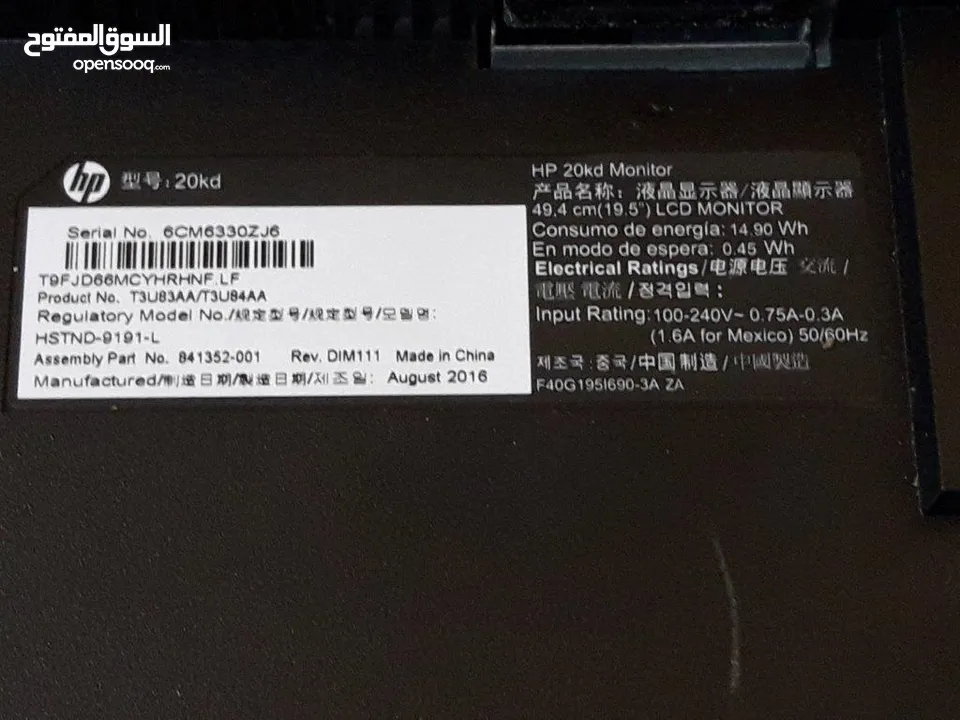 السوق المفتوح
opensooq.com
hp 型号: 20kd
Serial No. 6CM6330ZJ6
T9FJD66MCYHRHNF.LF
Product No. T3U83AA/T3U84AA
Regulatory Model No./规定型号/規定型号/모델명:
HSTND-9191-L
Assembly Part No. 841352-001 Rev. DIM111 Made in China
Manufactured/制造日期/製造日期/제조일: August 2016
HP 20kd Monitor
产品名称: 液晶显示器/液晶顯示器
49.4 cm(19.5") LCD MONITOR
Consumo de energía: 14.90 Wh
En modo de espera: 0.45 Wh
Electrical Ratings/电源电压 交流 /
電壓 電流 / 정격입력 :
Input Rating: 100-240V~ 0.75A-0.3A
(1.6A for Mexico) 50/60Hz
제조국 : 중국/中国制造/中國製造
F40G195I690-3A ZA